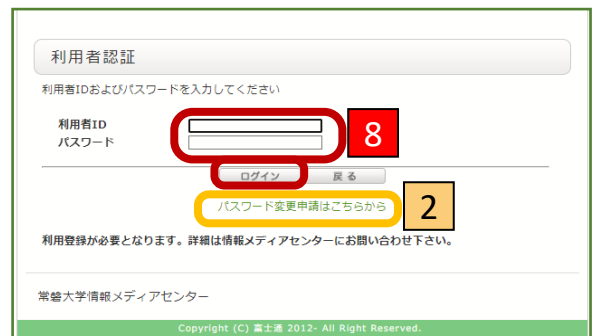 利用者認証
利用者IDおよびパスワードを入力してください
利用者ID
パスワード
8
ログイン 戻る
パスワード変更申請はこちらから
2
利用登録が必要となります。詳細は情報メディアセンターにお問い合わせ下さい。
常磐大学情報メディアセンター
Copyright (C) 富士通 2012- All Right Reserved.